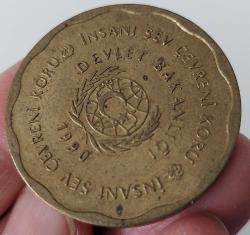 İNSANI SEV ÇEVRENİ KORU İNSANI SEV ÇEVRENİ KORU
DEVLET BAKANLIĞI
1990